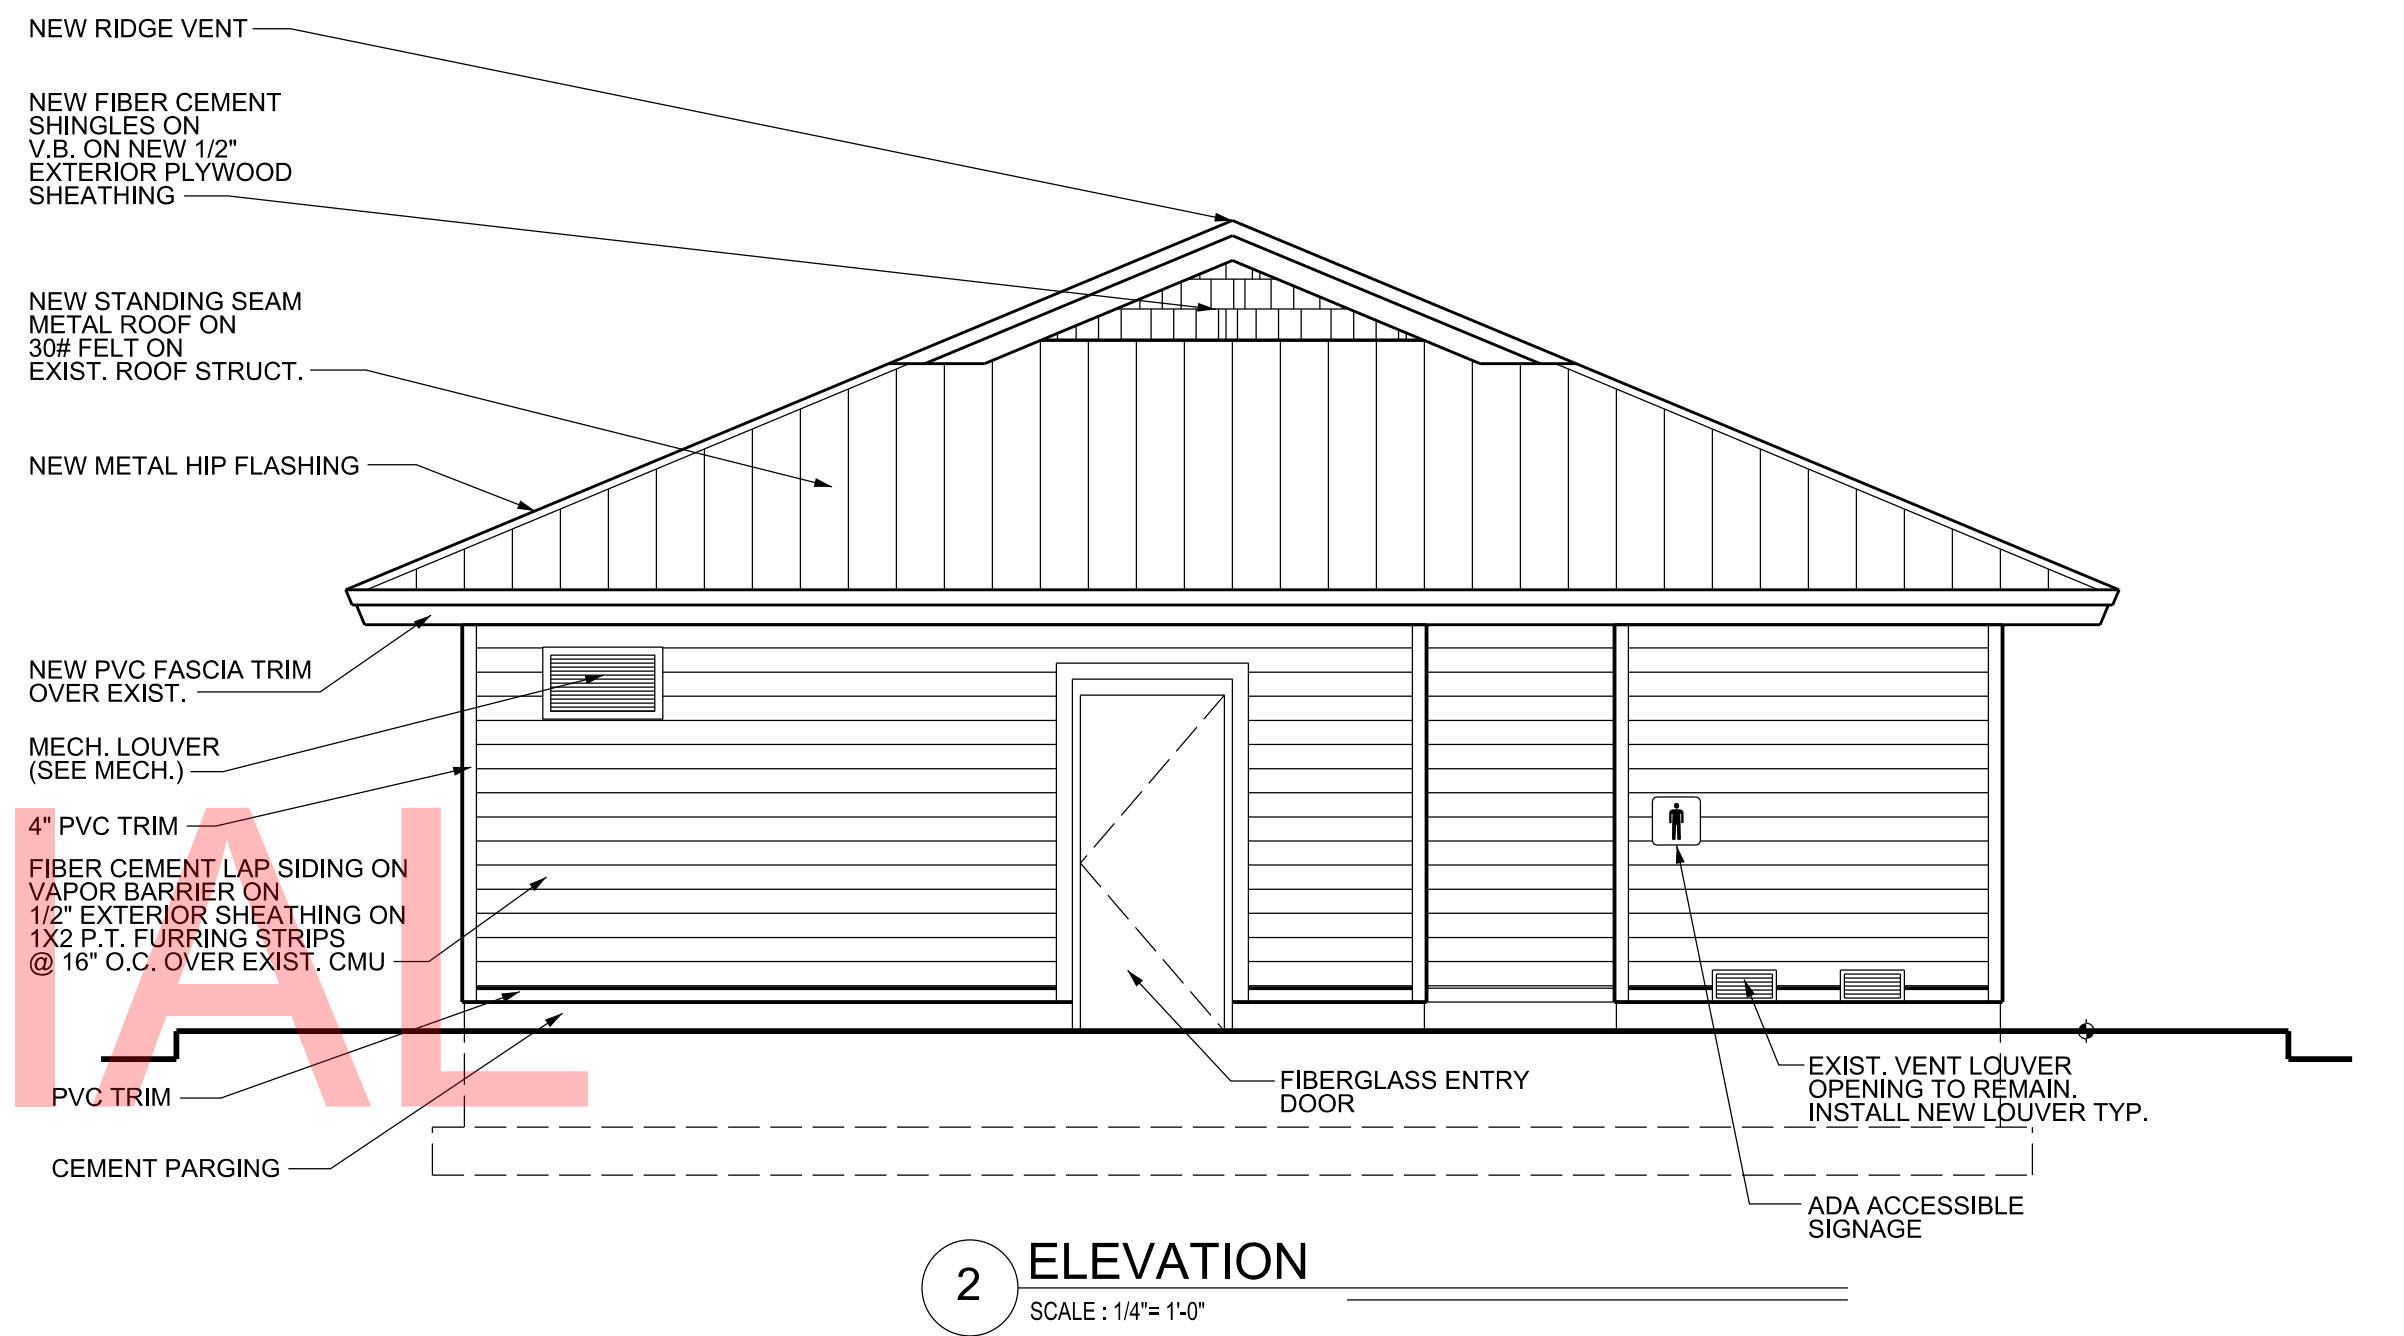 NEW RIDGE VENT
NEW FIBER CEMENT
SHINGLES ON
V.B. ON NEW 1/2"
EXTERIOR PLYWOOD
SHEATHING
NEW STANDING SEAM
METAL ROOF ON
30# FELT ON
EXIST. ROOF STRUCT.
NEW METAL HIP FLASHING
NEW PVC FASCIA TRIM
OVER EXIST.
MECH. LOUVER
(SEE MECH.)
4" PVC TRIM
FIBER CEMENT LAP SIDING ON
VAPOR BARRIER ON
1/2" EXTERIOR SHEATHING ON
1X2 P.T. FURRING STRIPS
@ 16" O.C. OVER EXIST. CMU
IAL
PVC TRIM
CEMENT PARGING
FIBERGLASS ENTRY
DOOR
EXIST. VENT LOUVER
OPENING TO REMAIN.
INSTALL NEW LOUVER TYP.
ADA ACCESSIBLE
SIGNAGE
2
ELEVATION
SCALE : 1/4"= 1'-0"